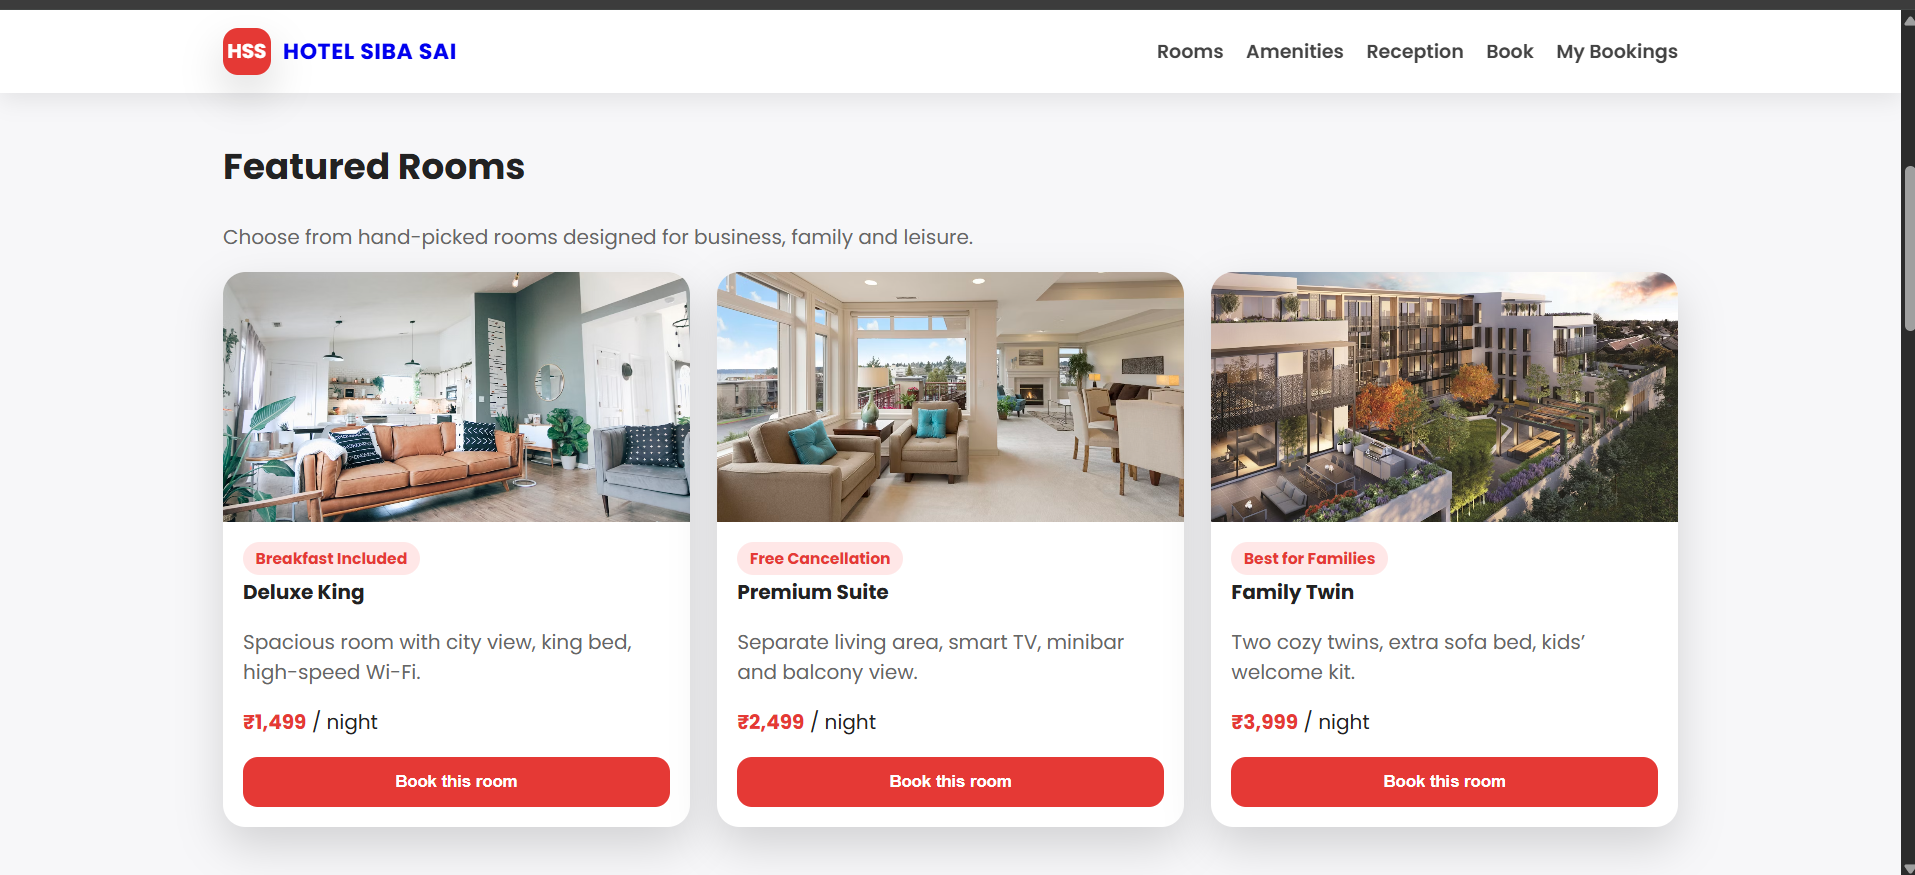 HSS HOTEL SIBA SAI
Rooms Amenities Reception Book My Bookings
Featured Rooms
Choose from hand-picked rooms designed for business, family and leisure.
Breakfast Included
Deluxe King
Spacious room with city view, king bed,
high-speed Wi-Fi.
₹1,499 / night
Book this room
Free Cancellation
Premium Suite
Separate living area, smart TV, minibar
and balcony view.
₹2,499 / night
Book this room
Best for Families
Family Twin
Two cozy twins, extra sofa bed, kids’
welcome kit.
₹3,999 / night
Book this room